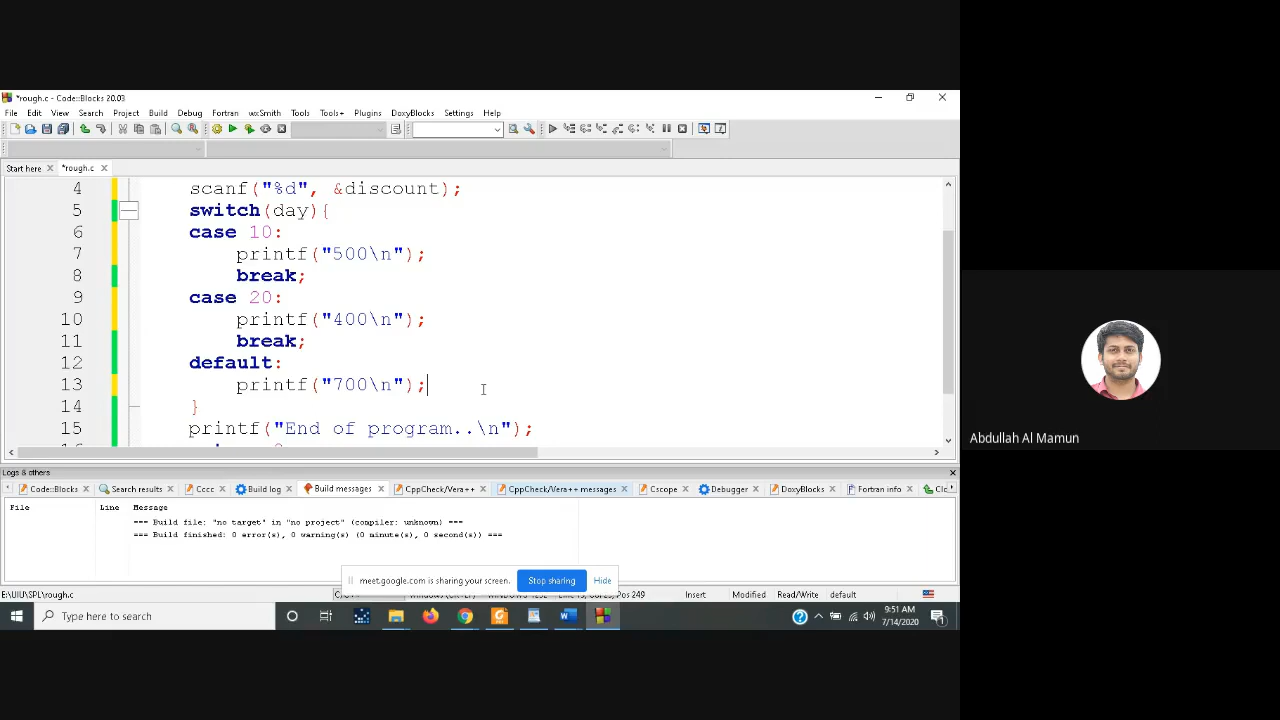 *rough.c - Code::Blocks 20.03
File Edit View Search Project Build Debug Fortran wxSmith Tools Tools+ Plugins DoxyBlocks Settings Help
Start here *rough.c
4 scanf("%d", &discount);
5 switch(day){
6 case 10:
7 printf("500\n");
8 break;
9 case 20:
10 printf("400\n");
11 break;
12 default:
13 printf("700\n");
14 }
15 printf("End of program..\n");
Abdullah Al Mamun
Logs & others
Code::Blocks Search results Cccc Build log Build messages CppCheck/Vera++ CppCheck/Vera++ messages Cscope Debugger DoxyBlocks Fortran info
File Line Message
=== Build file: "no target" in "no project" (compiler: unknown) ===
=== Build finished: 0 error(s), 0 warning(s) (0 minute(s), 0 second(s)) ===
meet.google.com is sharing your screen. Stop sharing Hide
E:\UIU\SPL\rough.c Pos 249 Insert Modified Read/Write default
Type here to search
9:51 AM
7/14/2020